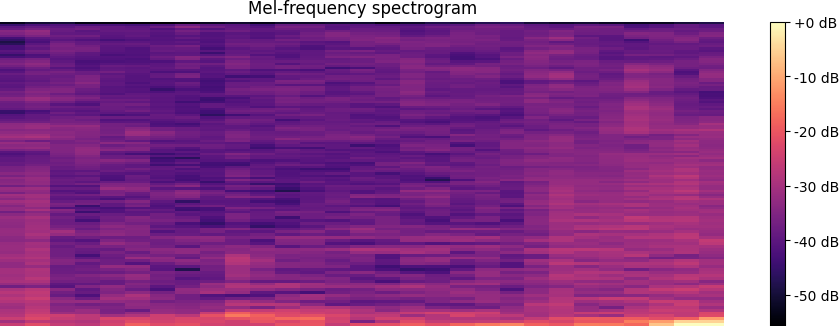 Mel-frequency spectrogram
+0 dB
-10 dB
-20 dB
-30 dB
-40 dB
-50 dB